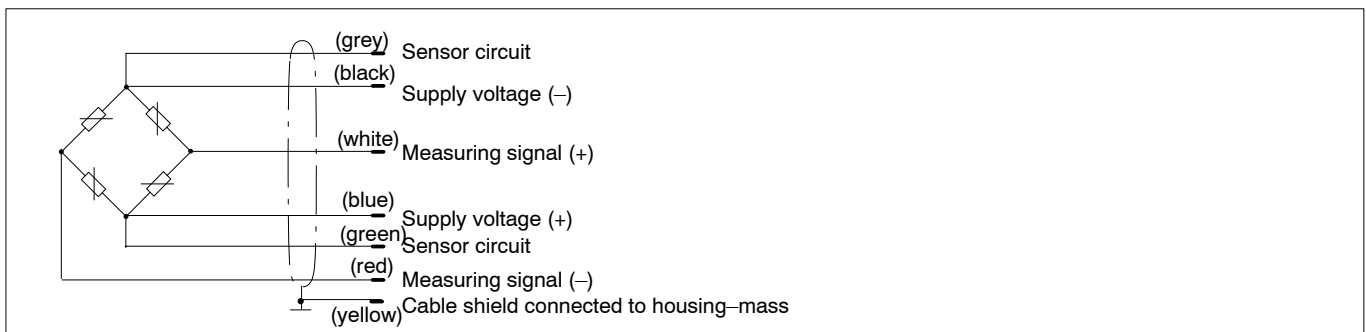 (grey) Sensor circuit
(black)
Supply voltage (–)
(white) Measuring signal (+)
(blue)
Supply voltage (+)
(green) Sensor circuit
(red)
Measuring signal (–)
Cable shield connected to housing–mass
(yellow)